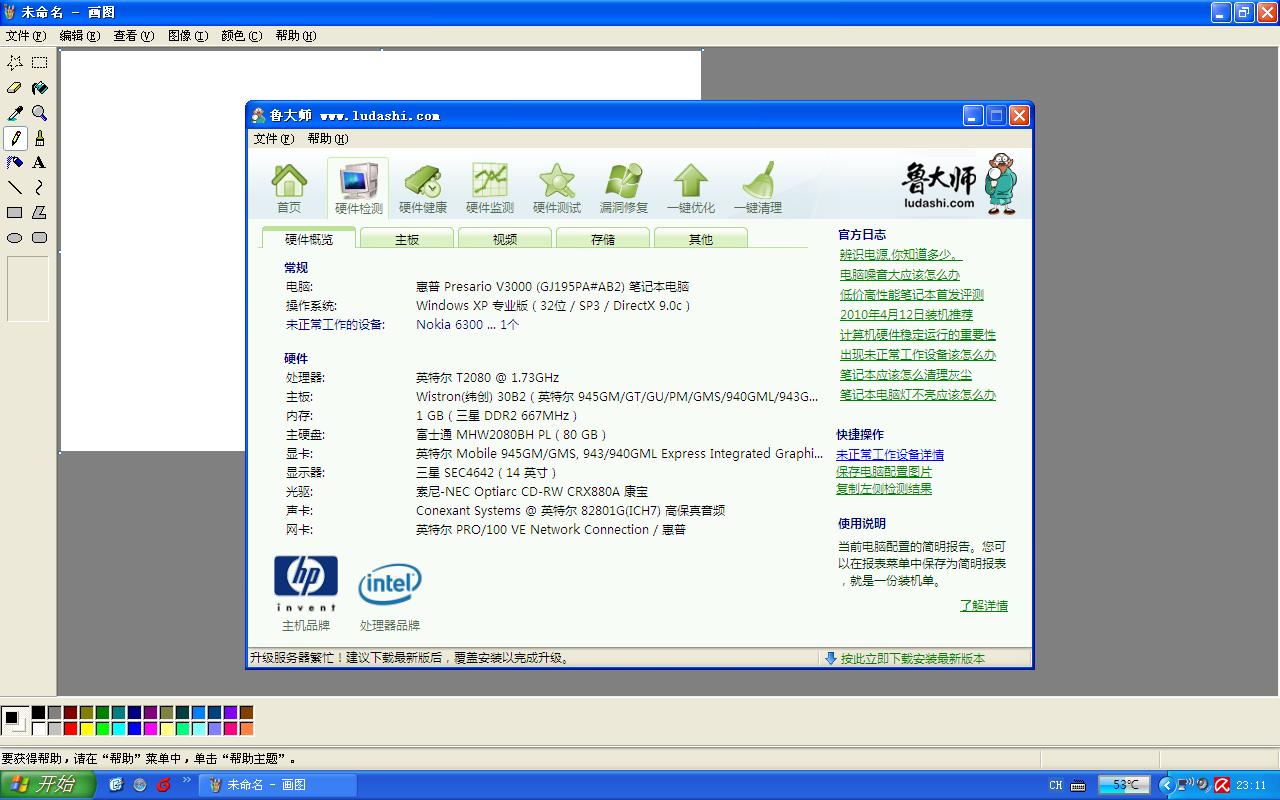 未命名 - 画图
文件(F) 编辑(E) 查看(V) 图像(I) 颜色(C) 帮助(H)
鲁大师 www.ludashi.com
文件(F) 帮助(H)
首页 硬件检测 硬件健康 硬件监测 硬件测试 漏洞修复 一键优化 一键清理
鲁大师
ludashi.com
硬件概览 主板 视频 存储 其他
常规
电脑: 惠普 Presario V3000 (GJ195PA#AB2) 笔记本电脑
操作系统: Windows XP 专业版 ( 32位 / SP3 / DirectX 9.0c )
未正常工作的设备: Nokia 6300 ... 1个
硬件
处理器: 英特尔 T2080 @ 1.73GHz
主板: Wistron(纬创) 30B2 ( 英特尔 945GM/GT/GU/PM/GMS/940GML/943G...
内存: 1 GB ( 三星 DDR2 667MHz )
主硬盘: 富士通 MHW2080BH PL ( 80 GB )
显卡: 英特尔 Mobile 945GM/GMS, 943/940GML Express Integrated Graphi...
显示器: 三星 SEC4642 ( 14 英寸 )
光驱: 索尼-NEC Optiarc CD-RW CRX880A 康宝
声卡: Conexant Systems @ 英特尔 82801G(ICH7) 高保真音频
网卡: 英特尔 PRO/100 VE Network Connection / 惠普
hp
invent
主机品牌
intel
处理器品牌
官方日志
辨识电源,你知道多少。
电脑噪音大应该怎么办
低价高性能笔记本首发评测
2010年4月12日装机推荐
计算机硬件稳定运行的重要性
出现未正常工作设备该怎么办
笔记本应该怎么清理灰尘
笔记本电脑灯不亮应该怎么办
快捷操作
未正常工作设备详情
保存电脑配置图片
复制左侧检测结果
使用说明
当前电脑配置的简明报告。您可
以在报表菜单中保存为简明报表
，就是一份装机单。
了解详情
升级服务器繁忙！建议下载最新版后，覆盖安装以完成升级。 按此立即下载安装最新版本
要获得帮助，请在“帮助”菜单中，单击“帮助主题”。
开始 未命名 - 画图 CH 53℃ 23:11